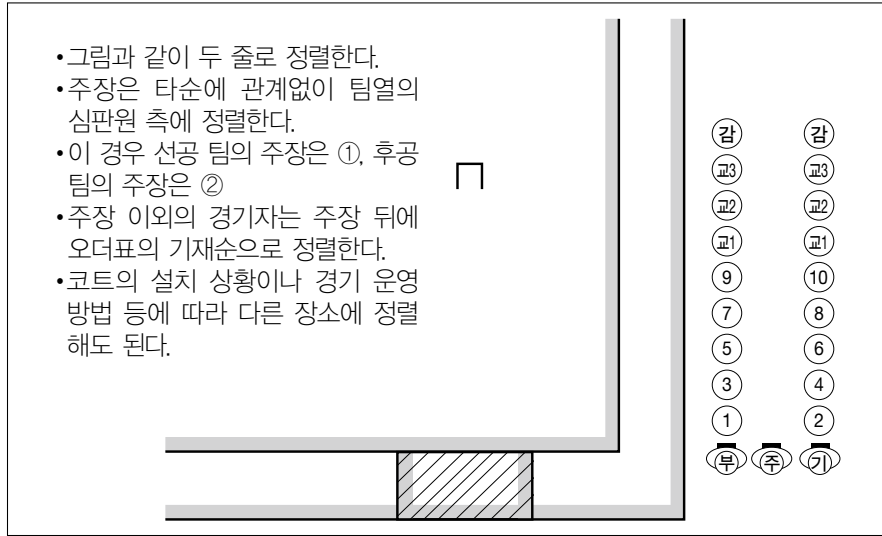 •그림과 같이 두 줄로 정렬한다.
•주장은 타순에 관계없이 팀열의
심판원 측에 정렬한다.
•이 경우 선공 팀의 주장은 ①, 후공
팀의 주장은 ②
•주장 이외의 경기자는 주장 뒤에
오더표의 기재순으로 정렬한다.
•코트의 설치 상황이나 경기 운영
방법 등에 따라 다른 장소에 정렬
해도 된다.
감 감
교3 교3
교2 교2
교1 교1
9 10
7 8
5 6
3 4
1 2
부 주 기